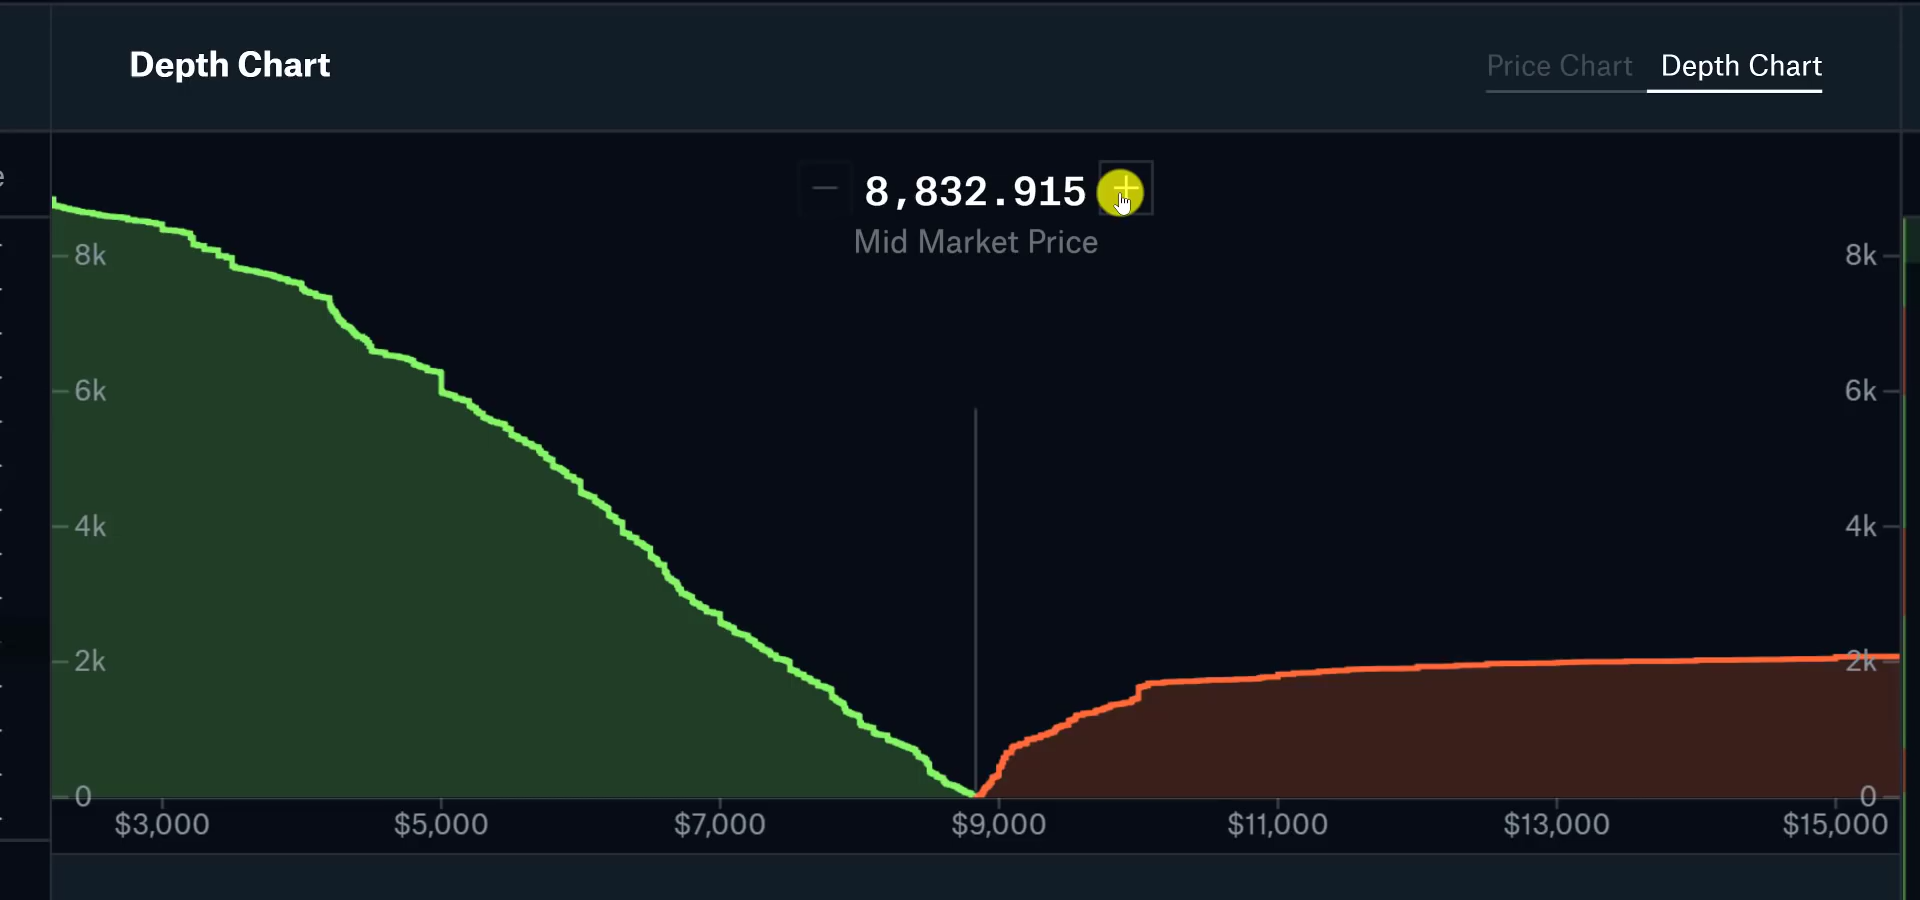 Depth Chart
Price Chart Depth Chart
8,832.915
Mid Market Price
8k 8k
6k 6k
4k 4k
2k 2k
0 0
$3,000 $5,000 $7,000 $9,000 $11,000 $13,000 $15,000